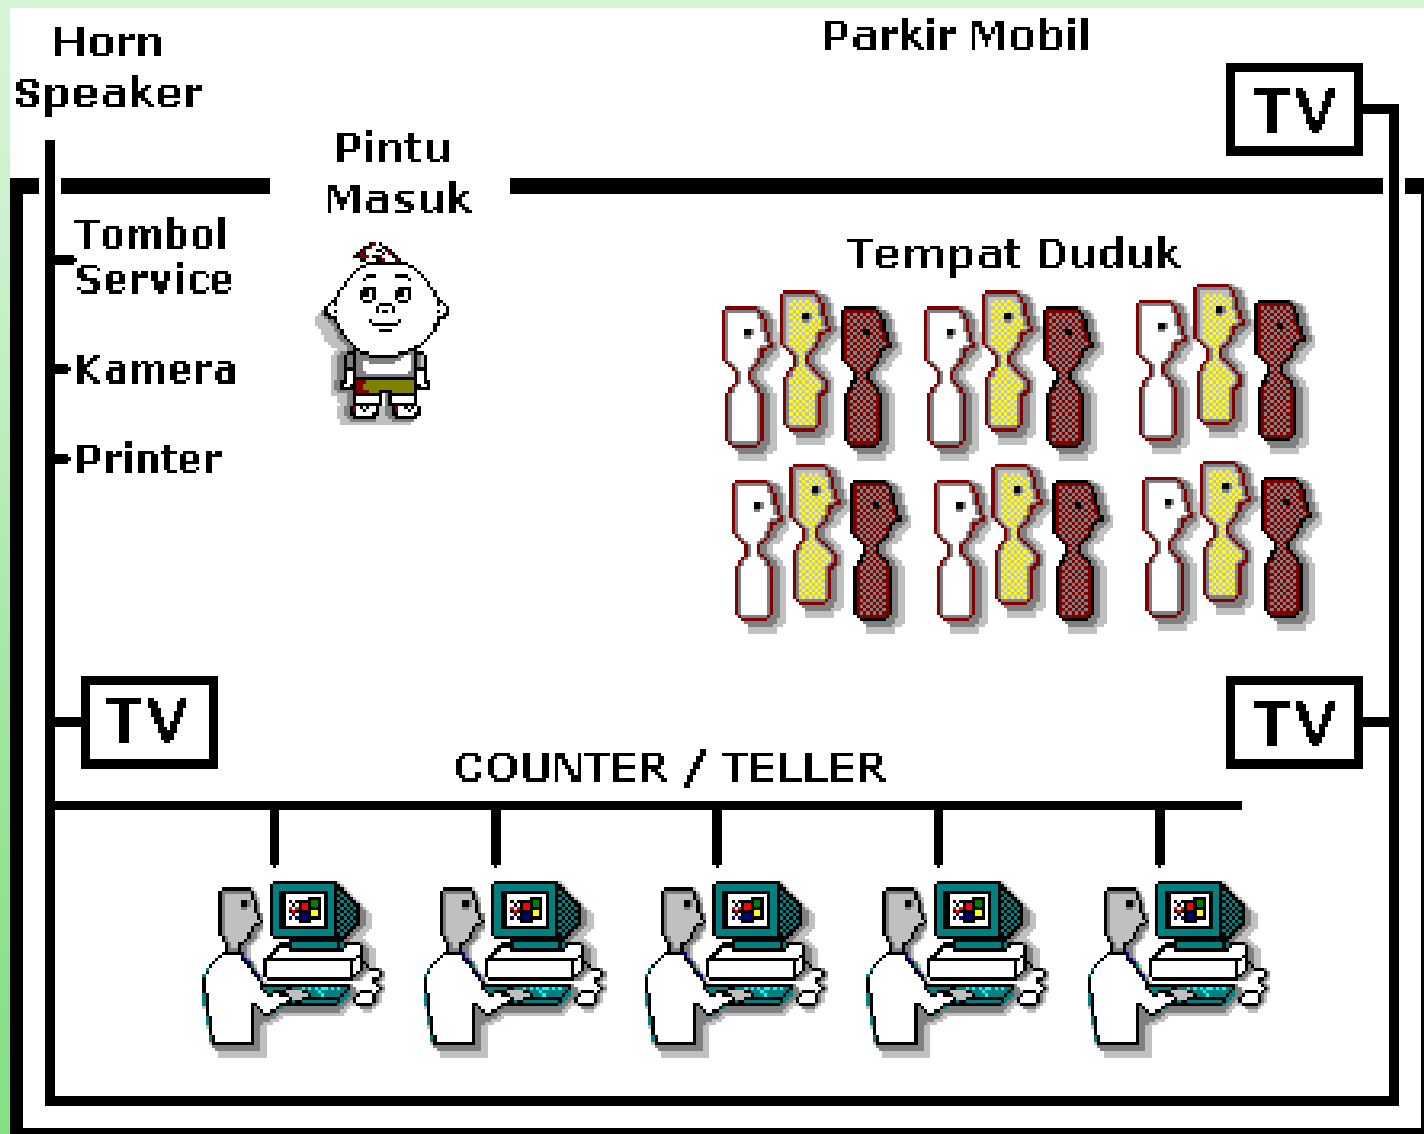 Horn
Speaker
Parkir Mobil
TV
Pintu
Masuk
Tombol
Service
Tempat Duduk
Kamera
Printer
TV
TV
COUNTER / TELLER